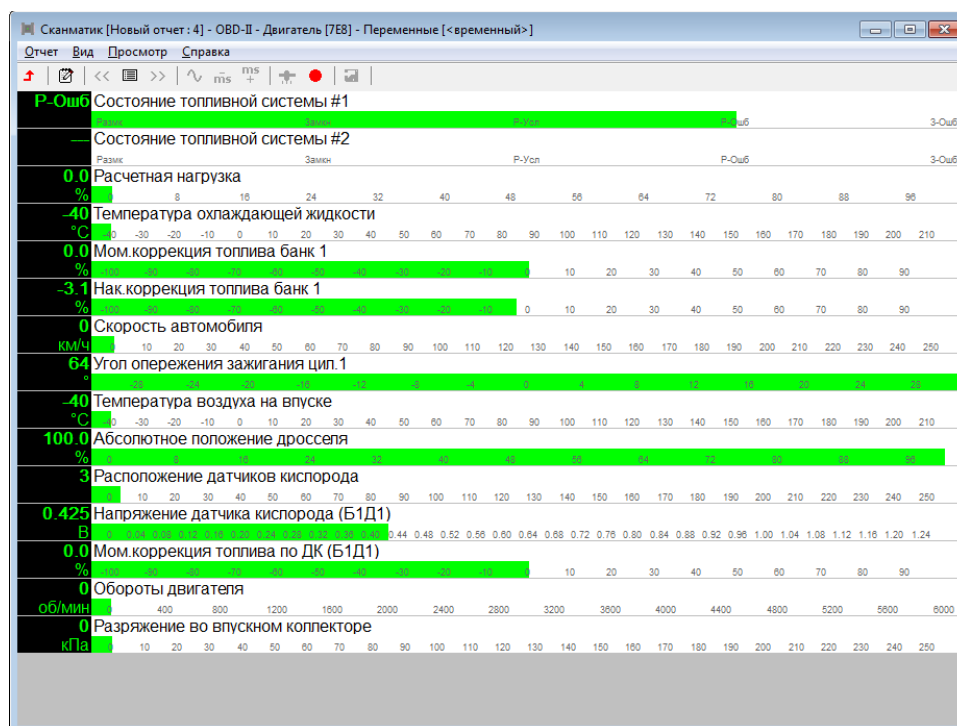 Сканматик [Новый отчет : 4] - OBD-II - Двигатель [7E8] - Переменные [<временный>]
Отчет Вид Просмотр Справка
<< >> ms ms
Р-Ошб Состояние топливной системы #1
Размк Замкн Р-Усл Р-Ошб З-Ошб
— Состояние топливной системы #2
Размк Замкн Р-Усл Р-Ошб З-Ошб
0.0 Расчетная нагрузка
% 0 8 16 24 32 40 48 56 64 72 80 88 96
-40 Температура охлаждающей жидкости
°C -40 -30 -20 -10 0 10 20 30 40 50 60 70 80 90 100 110 120 130 140 150 160 170 180 190 200 210
0.0 Мом.коррекция топлива банк 1
% -100 -90 -80 -70 -60 -50 -40 -30 -20 -10 0 10 20 30 40 50 60 70 80 90
-3.1 Нак.коррекция топлива банк 1
% -100 -90 -80 -70 -60 -50 -40 -30 -20 -10 0 10 20 30 40 50 60 70 80 90
0 Скорость автомобиля
км/ч 0 10 20 30 40 50 60 70 80 90 100 110 120 130 140 150 160 170 180 190 200 210 220 230 240 250
64 Угол опережения зажигания цил.1
° -28 -24 -20 -16 -12 -8 -4 0 4 8 12 16 20 24 28
-40 Температура воздуха на впуске
°C -40 -30 -20 -10 0 10 20 30 40 50 60 70 80 90 100 110 120 130 140 150 160 170 180 190 200 210
100.0 Абсолютное положение дросселя
% 0 8 16 24 32 40 48 56 64 72 80 88 96
3 Расположение датчиков кислорода
0 10 20 30 40 50 60 70 80 90 100 110 120 130 140 150 160 170 180 190 200 210 220 230 240 250
0.425 Напряжение датчика кислорода (Б1Д1)
В 0 0.04 0.08 0.12 0.16 0.20 0.24 0.28 0.32 0.36 0.40 0.44 0.48 0.52 0.56 0.60 0.64 0.68 0.72 0.76 0.80 0.84 0.88 0.92 0.96 1.00 1.04 1.08 1.12 1.16 1.20 1.24
0.0 Мом.коррекция топлива по ДК (Б1Д1)
% -100 -90 -80 -70 -60 -50 -40 -30 -20 -10 0 10 20 30 40 50 60 70 80 90
0 Обороты двигателя
об/мин 0 400 800 1200 1600 2000 2400 2800 3200 3600 4000 4400 4800 5200 5600 6000
0 Разряжение во впускном коллекторе
кПа 0 10 20 30 40 50 60 70 80 90 100 110 120 130 140 150 160 170 180 190 200 210 220 230 240 250